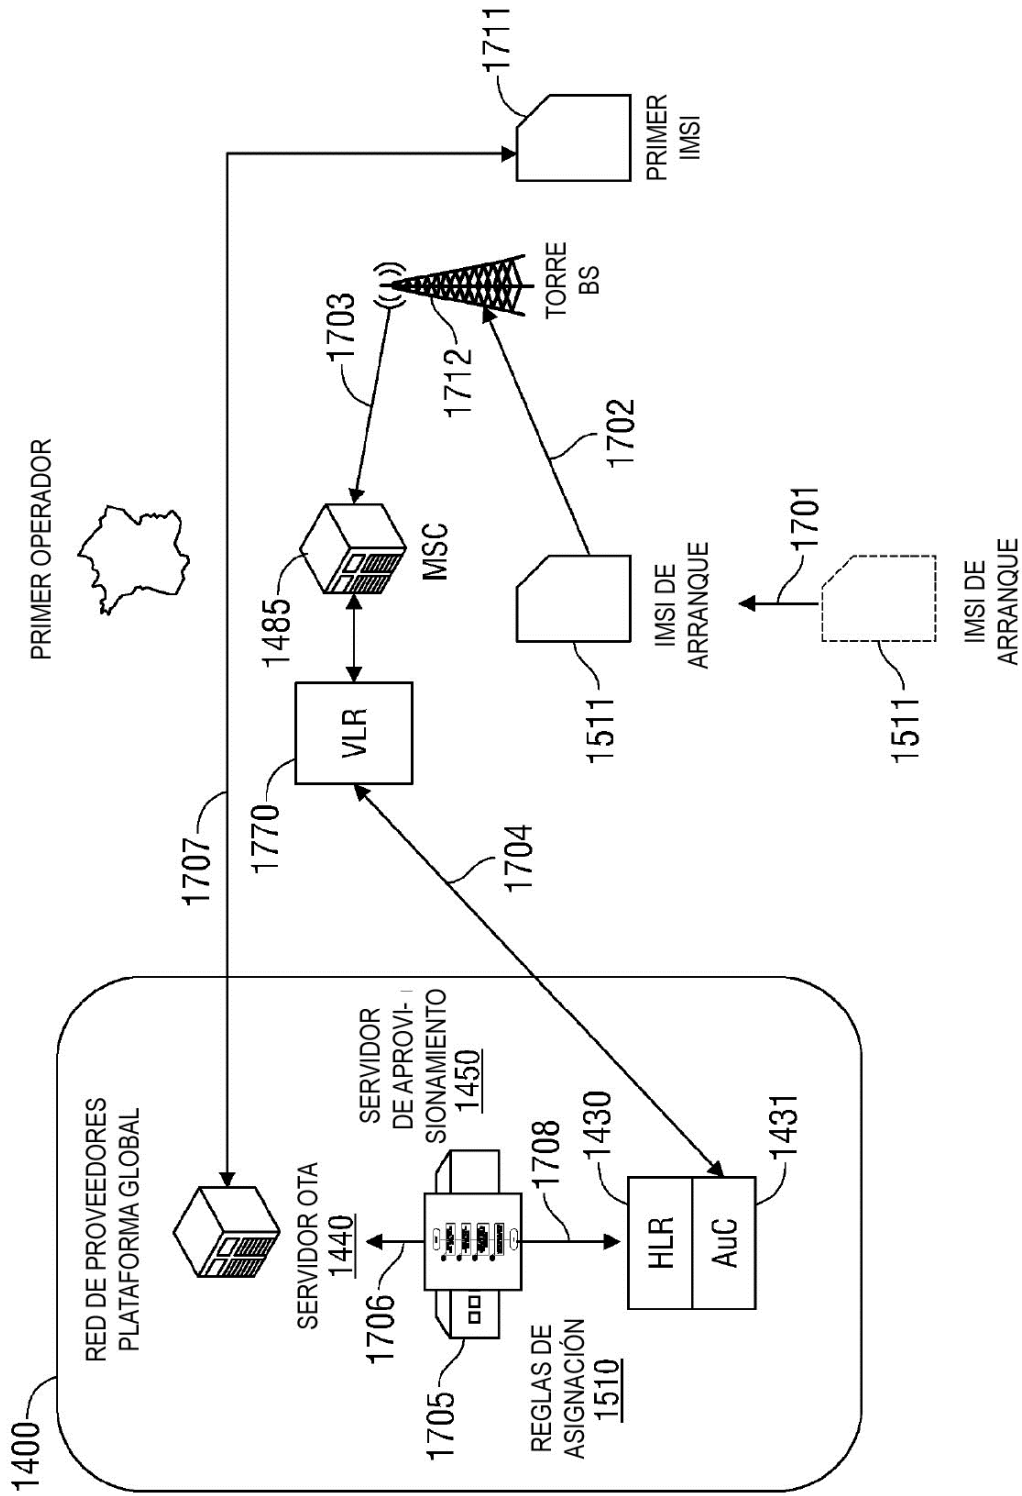 1400
RED DE PROVEEDORES
PLATAFORMA GLOBAL
SERVIDOR OTA
1440
1706
1705
REGLAS DE
ASIGNACIÓN
1510
SERVIDOR
DE APROVI-
SIONAMIENTO
1450
1708
1430
HLR
AuC
1431
1707
1704
1770
VLR
PRIMER OPERADOR
1485
MSC
1703
1712
TORRE
BS
1702
1511
IMSI DE
ARRANQUE
1701
1511
IMSI DE
ARRANQUE
1711
PRIMER
IMSI